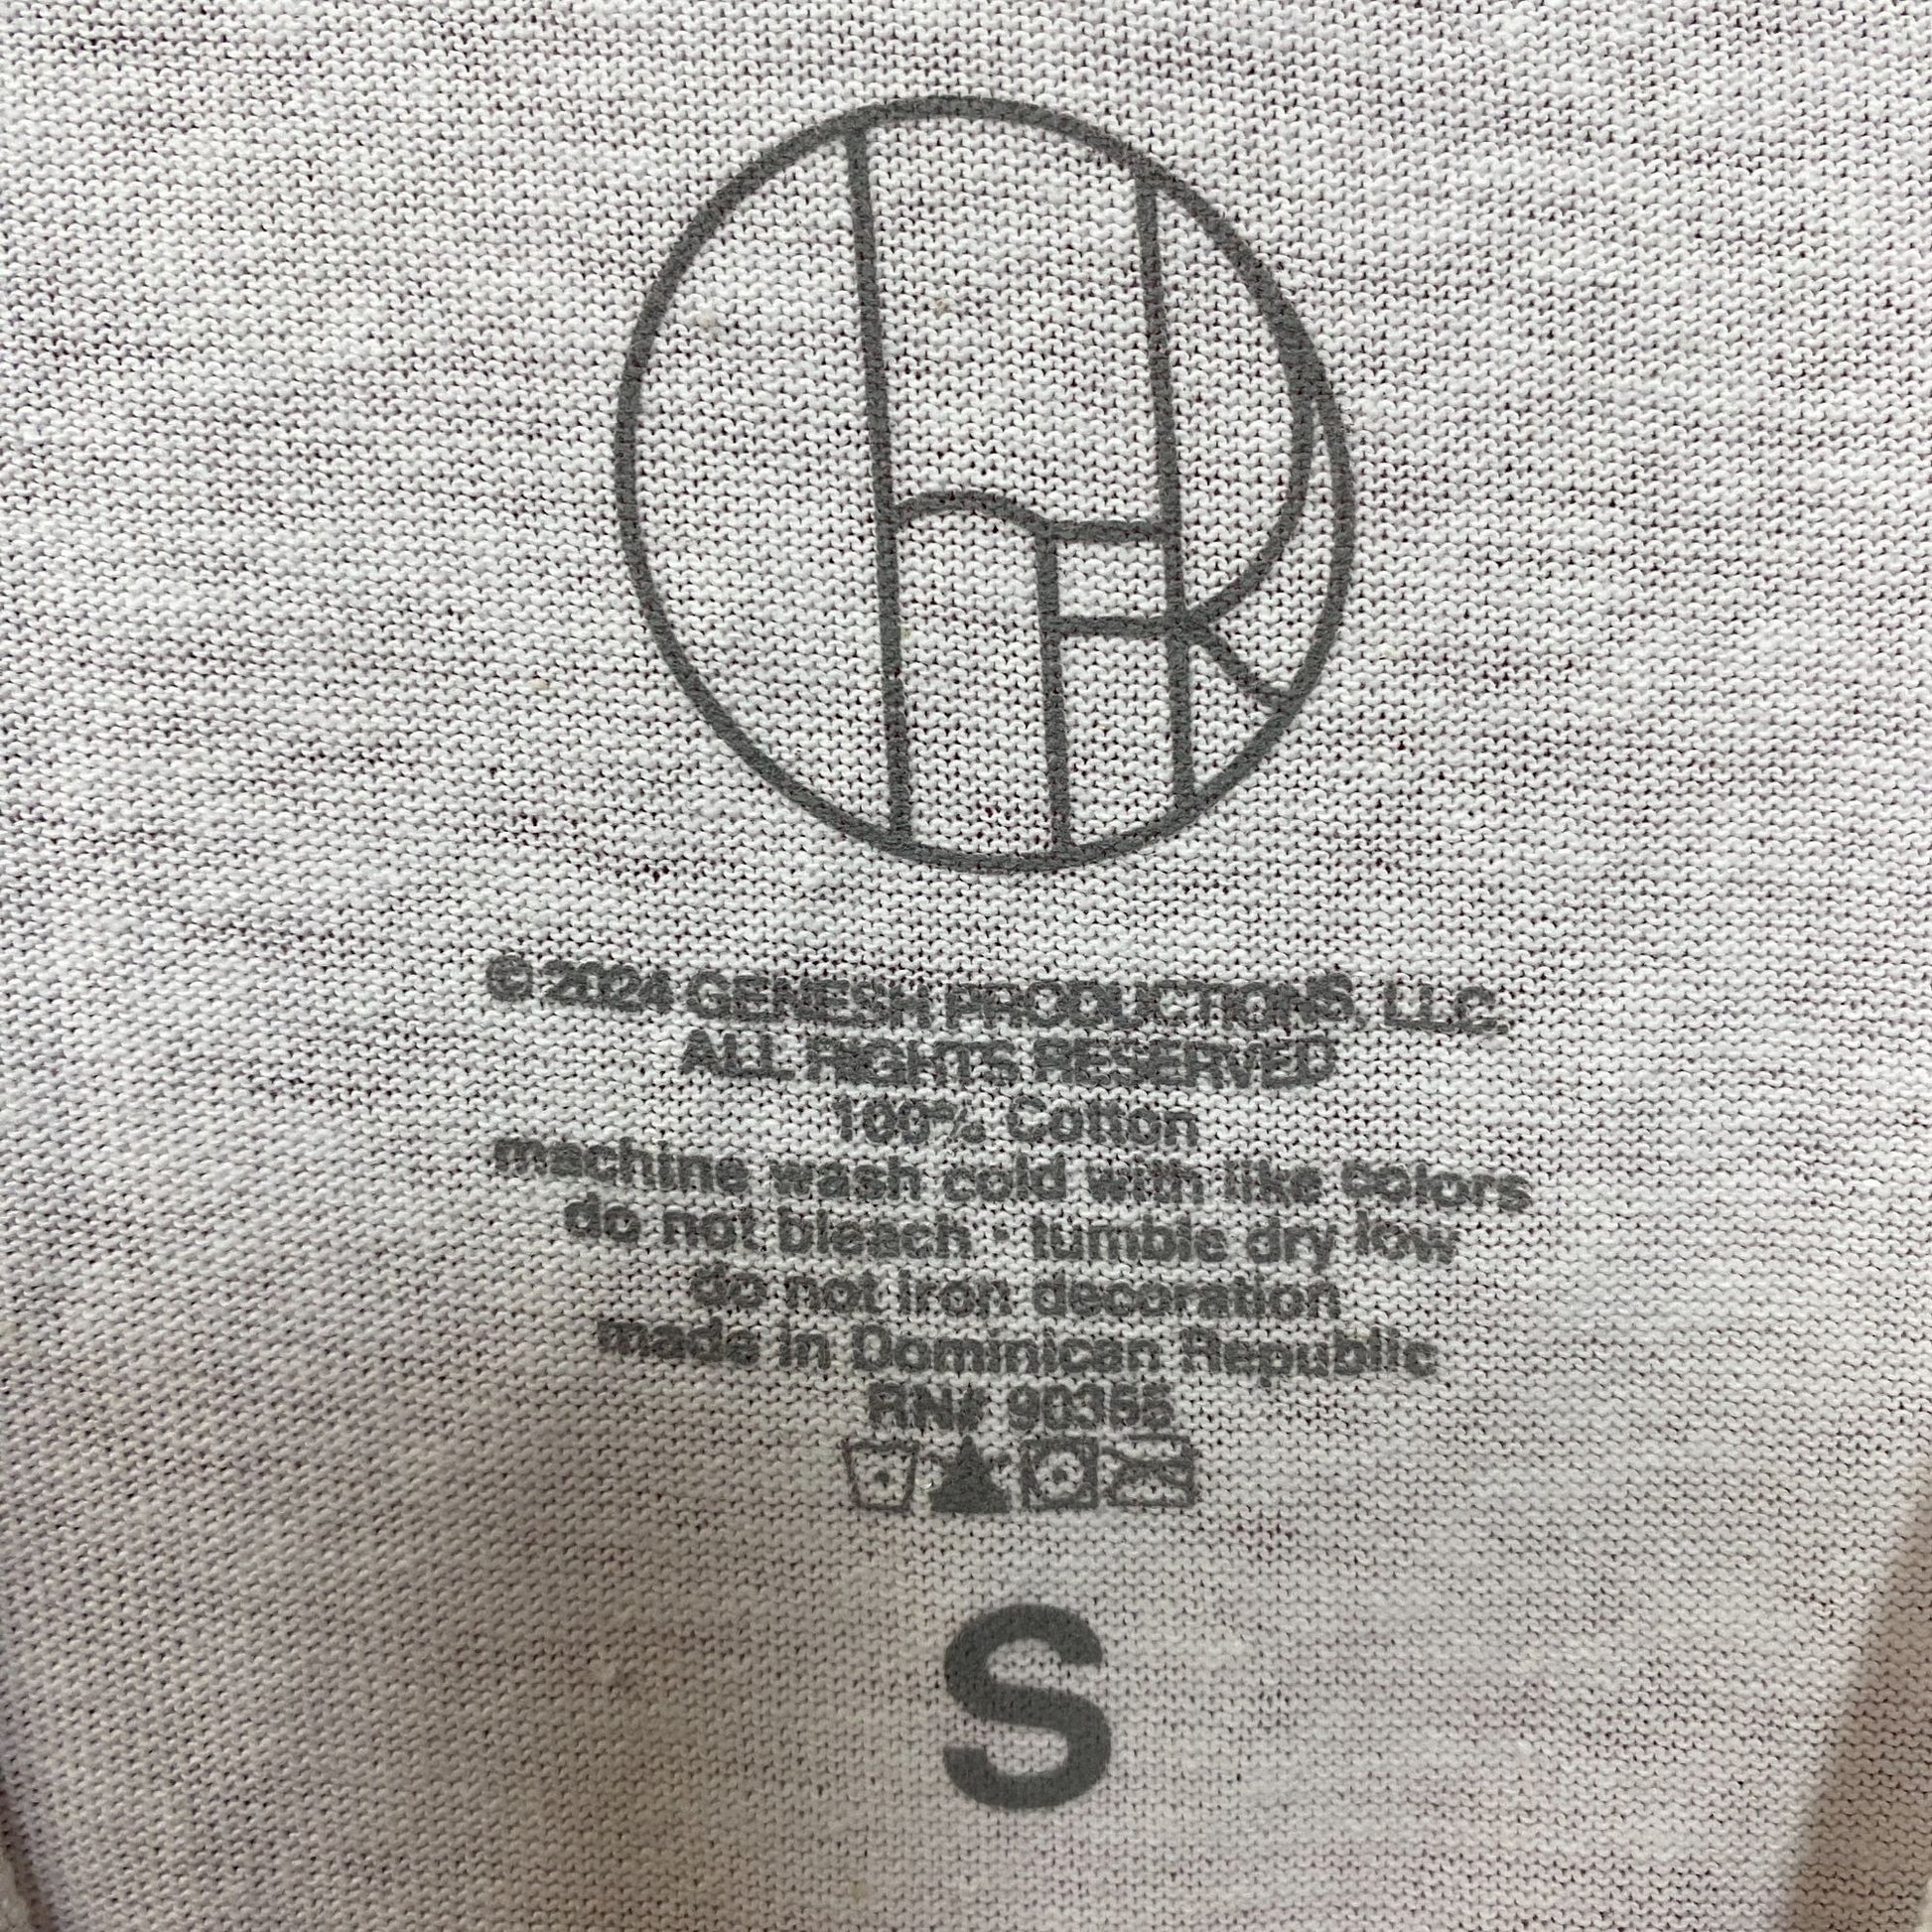 © 2024 GENESH PRODUCTIONS, LLC.
ALL RIGHTS RESERVED
100% Cotton
machine wash cold with like colors
do not bleach · tumble dry low
do not iron decoration
made in Dominican Republic
RN# 90355
S